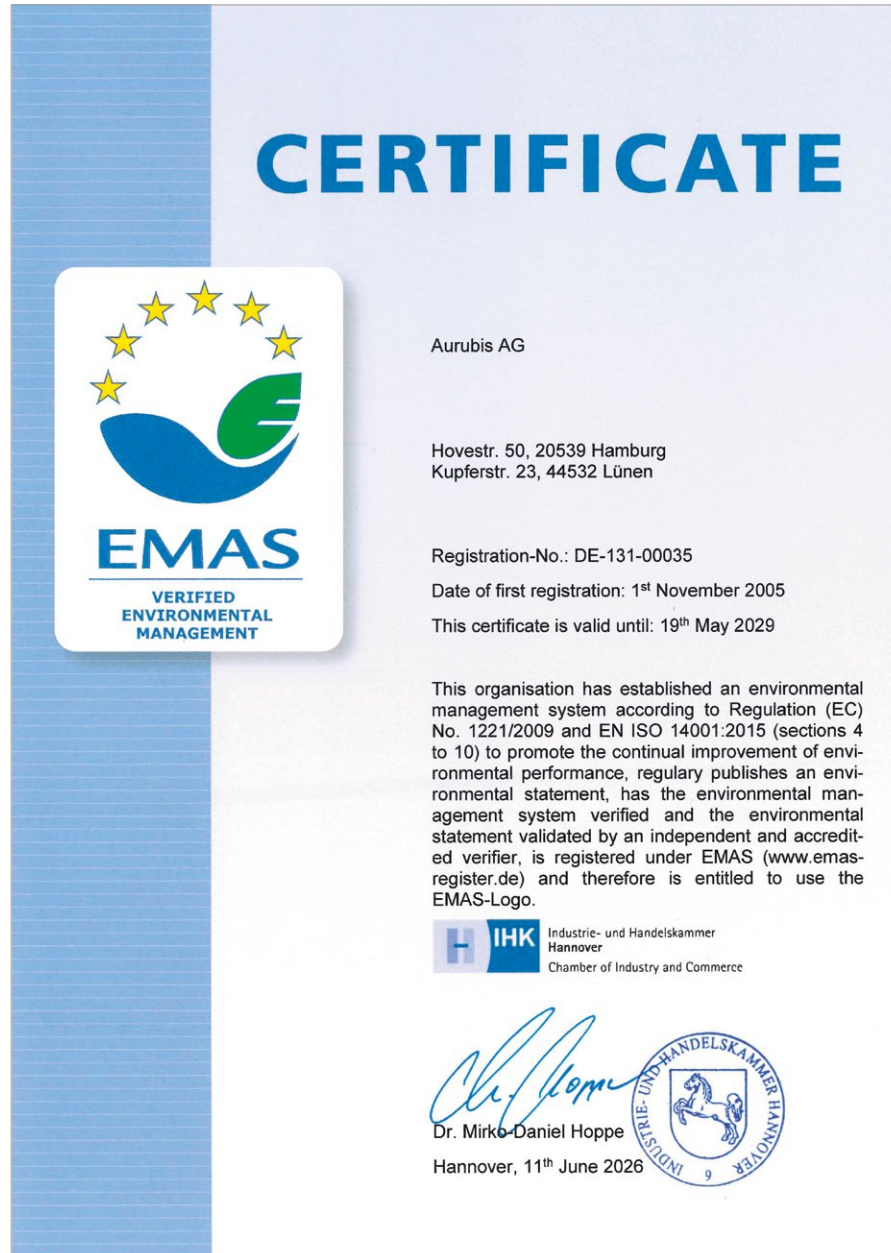 CERTIFICATE
EMAS
VERIFIED
ENVIRONMENTAL
MANAGEMENT
Aurubis AG
Hovestr. 50, 20539 Hamburg
Kupferstr. 23, 44532 Lünen
Registration-No.: DE-131-00035
Date of first registration: 1st November 2005
This certificate is valid until: 19th May 2029
This organisation has established an environmental
management system according to Regulation (EC)
No. 1221/2009 and EN ISO 14001:2015 (sections 4
to 10) to promote the continual improvement of envi-
ronmental performance, regulary publishes an envi-
ronmental statement, has the environmental man-
agement system verified and the environmental
statement validated by an independent and accredit-
ed verifier, is registered under EMAS (www.emas-
register.de) and therefore is entitled to use the
EMAS-Logo.
IHK
Industrie- und Handelskammer
Hannover
Chamber of Industry and Commerce
Dr. Mirko-Daniel Hoppe
Hannover, 11th June 2026
INDUSTRIE- UND HANDELSKAMMER HANNOVER
9